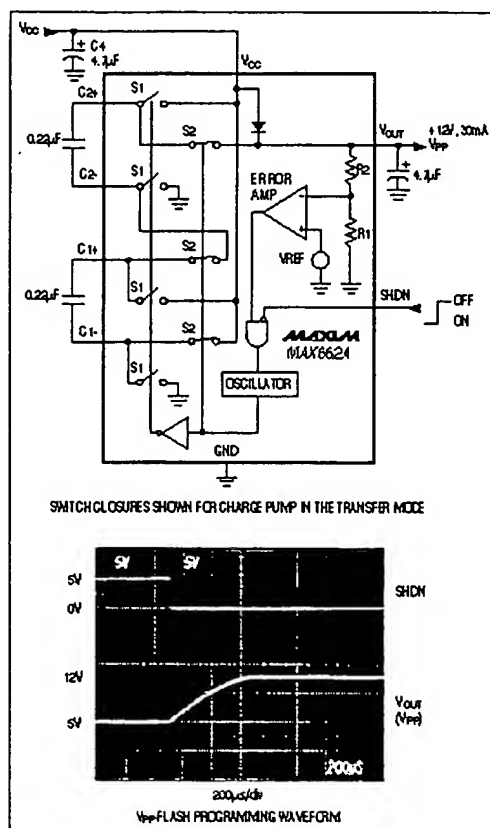 VCC
C4
4.7µF
VCC
C2+
S1
0.22µF
S2
VOUT
+12V, 30mA
VPP
R2
4.7µF
C2-
S1
ERROR
AMP
C1+
S2
R1
VREF
0.22µF
S1
SHDN
OFF
ON
C1-
S2
MAXIM
MAX662A
S1
OSCILLATOR
GND
SWITCH CLOSURES SHOWN FOR CHARGE PUMP IN THE TRANSFER MODE
5V 5V
5V
SHDN
0V
12V
VOUT
(VPP)
5V
200µS
200µs/div
VPP FLASH PROGRAMMING WAVEFORM